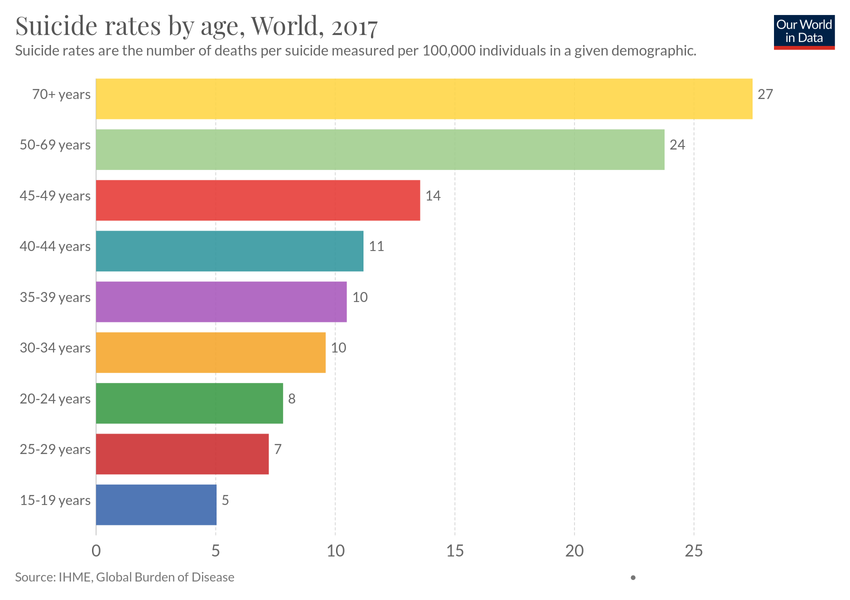 Suicide rates by age, World, 2017
Suicide rates are the number of deaths per suicide measured per 100,000 individuals in a given demographic.
Our World
in Data
70+ years 27
50-69 years 24
45-49 years 14
40-44 years 11
35-39 years 10
30-34 years 10
20-24 years 8
25-29 years 7
15-19 years 5
0 5 10 15 20 25
Source: IHME, Global Burden of Disease